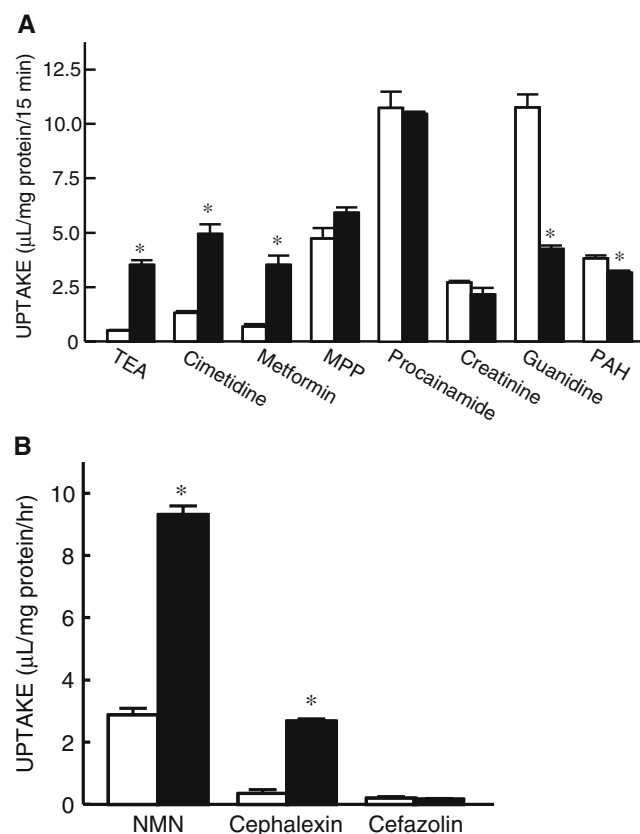 A
UPTAKE (µL/mg protein/15 min)
12.5
10.0
7.5
5.0
2.5
0
* * * * *
TEA Cimetidine Metformin MPP Procainamide Creatinine Guanidine PAH
B
UPTAKE (µL/mg protein/hr)
10
8
6
4
2
0
* *
NMN Cephalexin Cefazolin